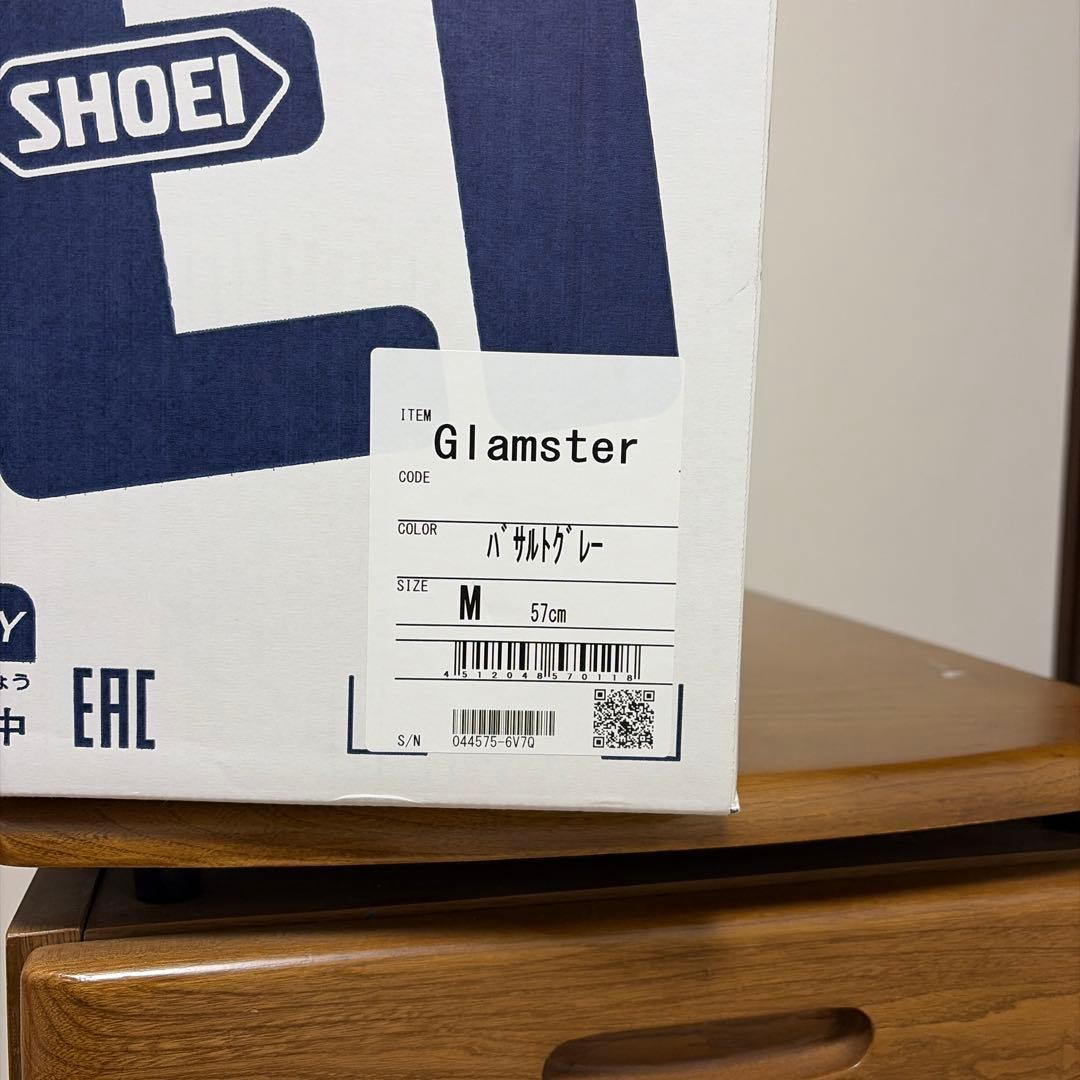 SHOEI
ITEM
Glamster
CODE
COLOR
バサルトグレー
SIZE
M 57cm
4512048570118
S/N 044575-6V7Q
Y
ょう
中
EAC